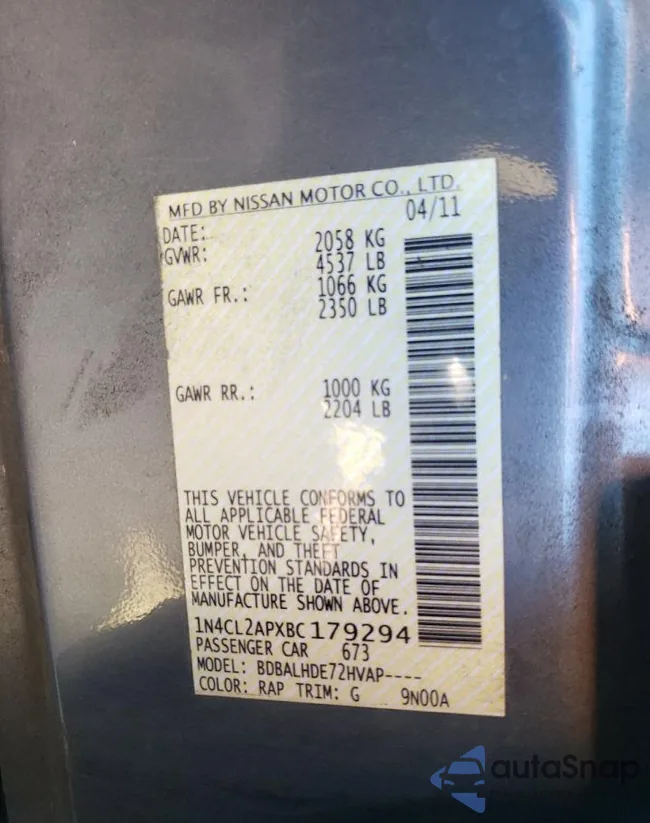 MFD BY NISSAN MOTOR CO., LTD.
DATE: 04/11
GVWR: 2058 KG
4537 LB
GAWR FR.: 1066 KG
2350 LB
GAWR RR.: 1000 KG
2204 LB
THIS VEHICLE CONFORMS TO
ALL APPLICABLE FEDERAL
MOTOR VEHICLE SAFETY,
BUMPER, AND THEFT
PREVENTION STANDARDS IN
EFFECT ON THE DATE OF
MANUFACTURE SHOWN ABOVE.
1N4CL2APXBC179294
PASSENGER CAR 673
MODEL: BDBALHDE72HVAP----
COLOR: RAP TRIM: G 9N00A
autoSnap